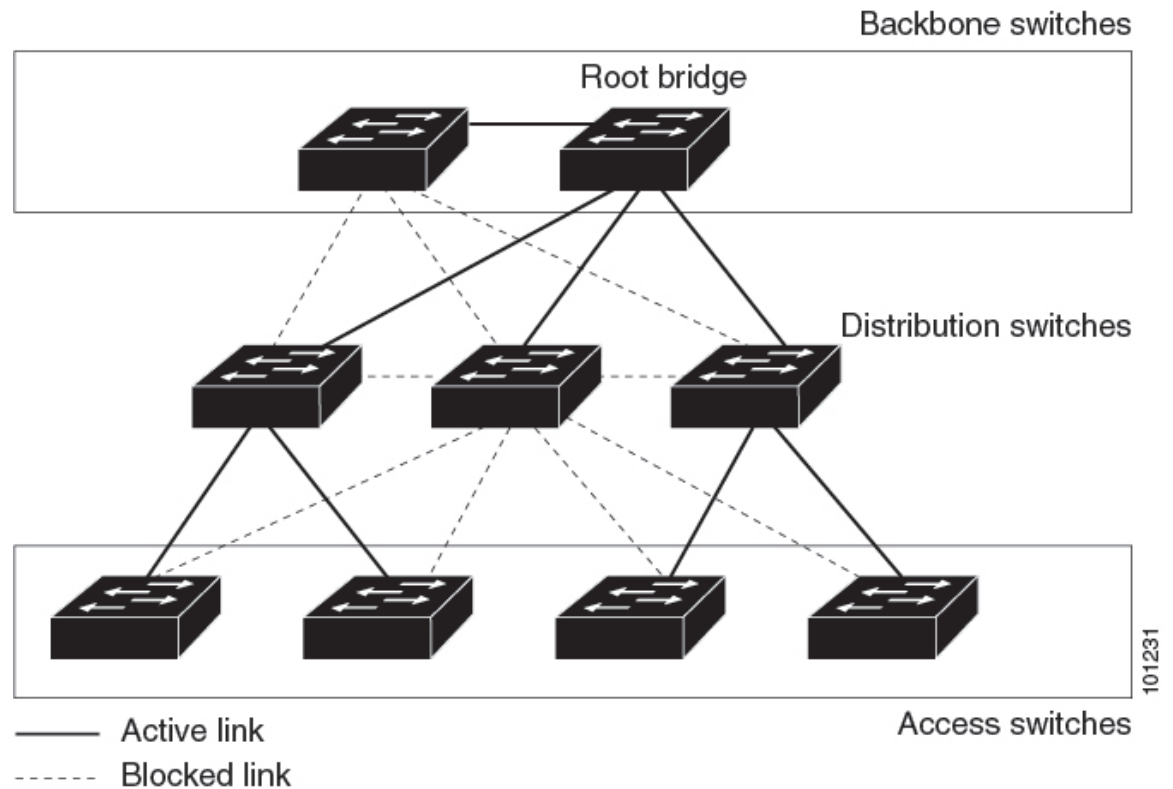 Backbone switches
Root bridge
Distribution switches
101231
Access switches
Active link
Blocked link